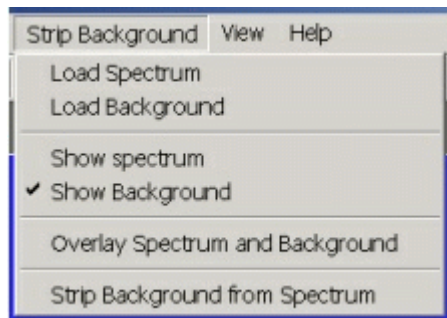 Strip Background View Help
Load Spectrum
Load Background
Show spectrum
Show Background
Overlay Spectrum and Background
Strip Background from Spectrum